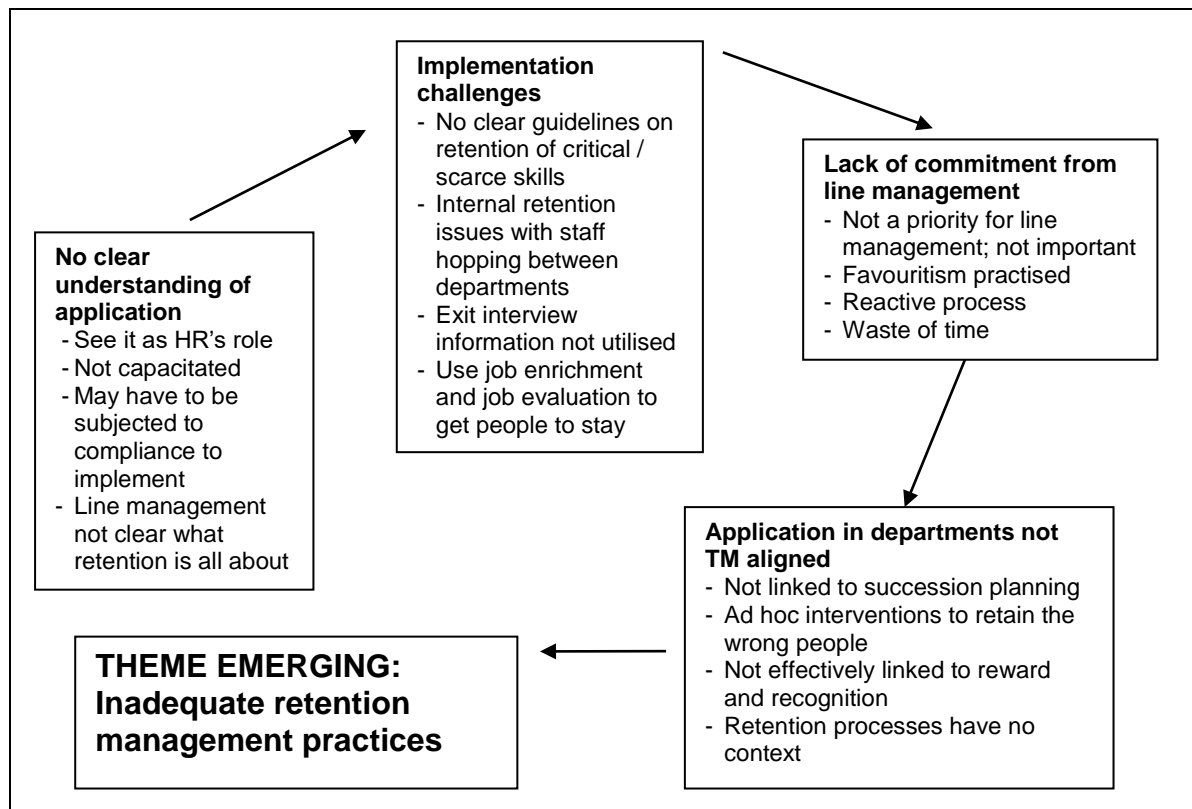 No clear
understanding of
application
- See it as HR's role
- Not capacitated
- May have to be
subjected to
compliance to
implement
- Line management
not clear what
retention is all about
Implementation
challenges
- No clear guidelines on
retention of critical /
scarce skills
- Internal retention
issues with staff
hopping between
departments
- Exit interview
information not utilised
- Use job enrichment
and job evaluation to
get people to stay
Lack of commitment from
line management
- Not a priority for line
management; not important
- Favouritism practised
- Reactive process
- Waste of time
Application in departments not
TM aligned
- Not linked to succession planning
- Ad hoc interventions to retain the
wrong people
- Not effectively linked to reward
and recognition
- Retention processes have no
context
THEME EMERGING:
Inadequate retention
management practices